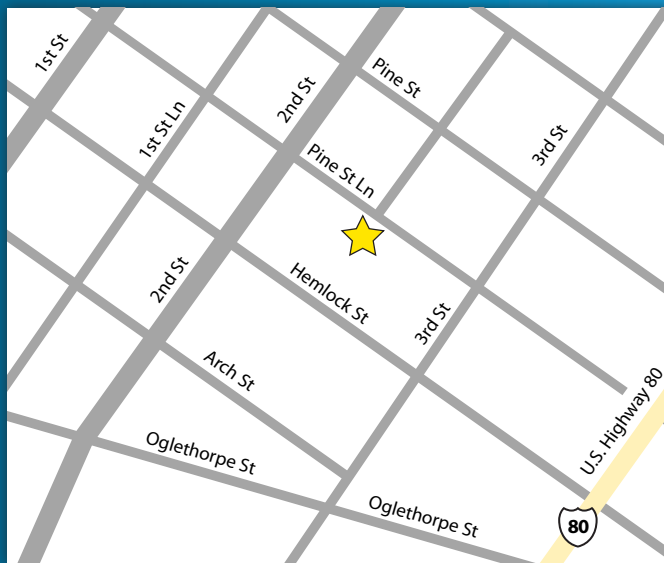 1st St
Pine St
2nd St
1st St Ln
3rd St
Pine St Ln
2nd St
Hemlock St
3rd St
Arch St
U.S. Highway 80
Oglethorpe St
Oglethorpe St
80